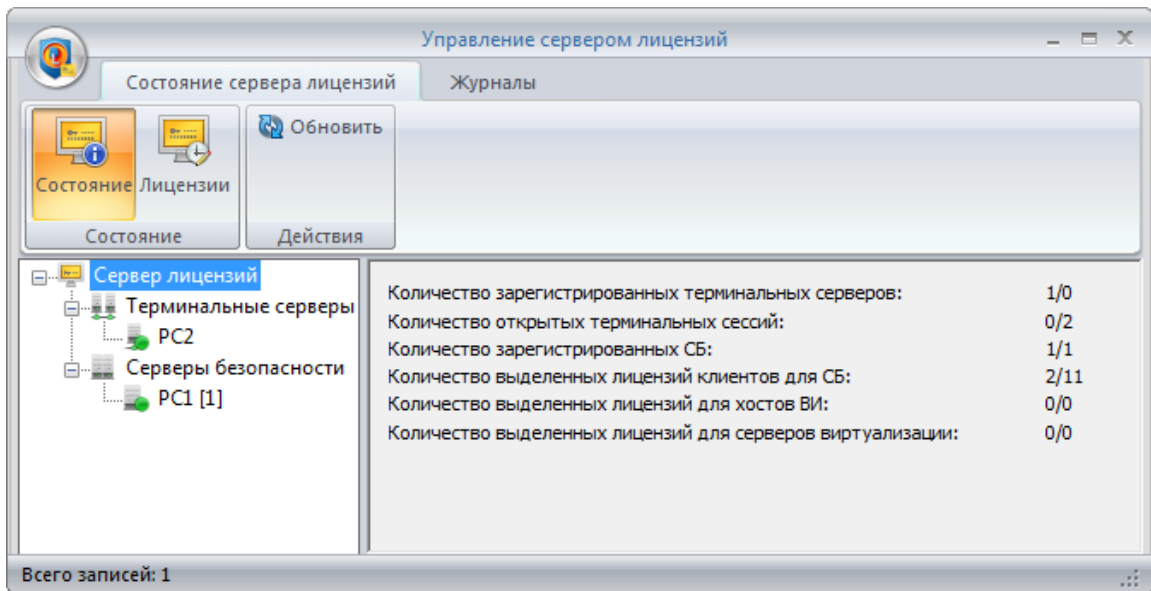 Управление сервером лицензий
Состояние сервера лицензий Журналы
Обновить
Состояние Лицензии
Состояние Действия
Сервер лицензий
Терминальные серверы
PC2
Серверы безопасности
PC1 [1]
Количество зарегистрированных терминальных серверов: 1/0
Количество открытых терминальных сессий: 0/2
Количество зарегистрированных СБ: 1/1
Количество выделенных лицензий клиентов для СБ: 2/11
Количество выделенных лицензий для хостов ВИ: 0/0
Количество выделенных лицензий для серверов виртуализации: 0/0
Всего записей: 1